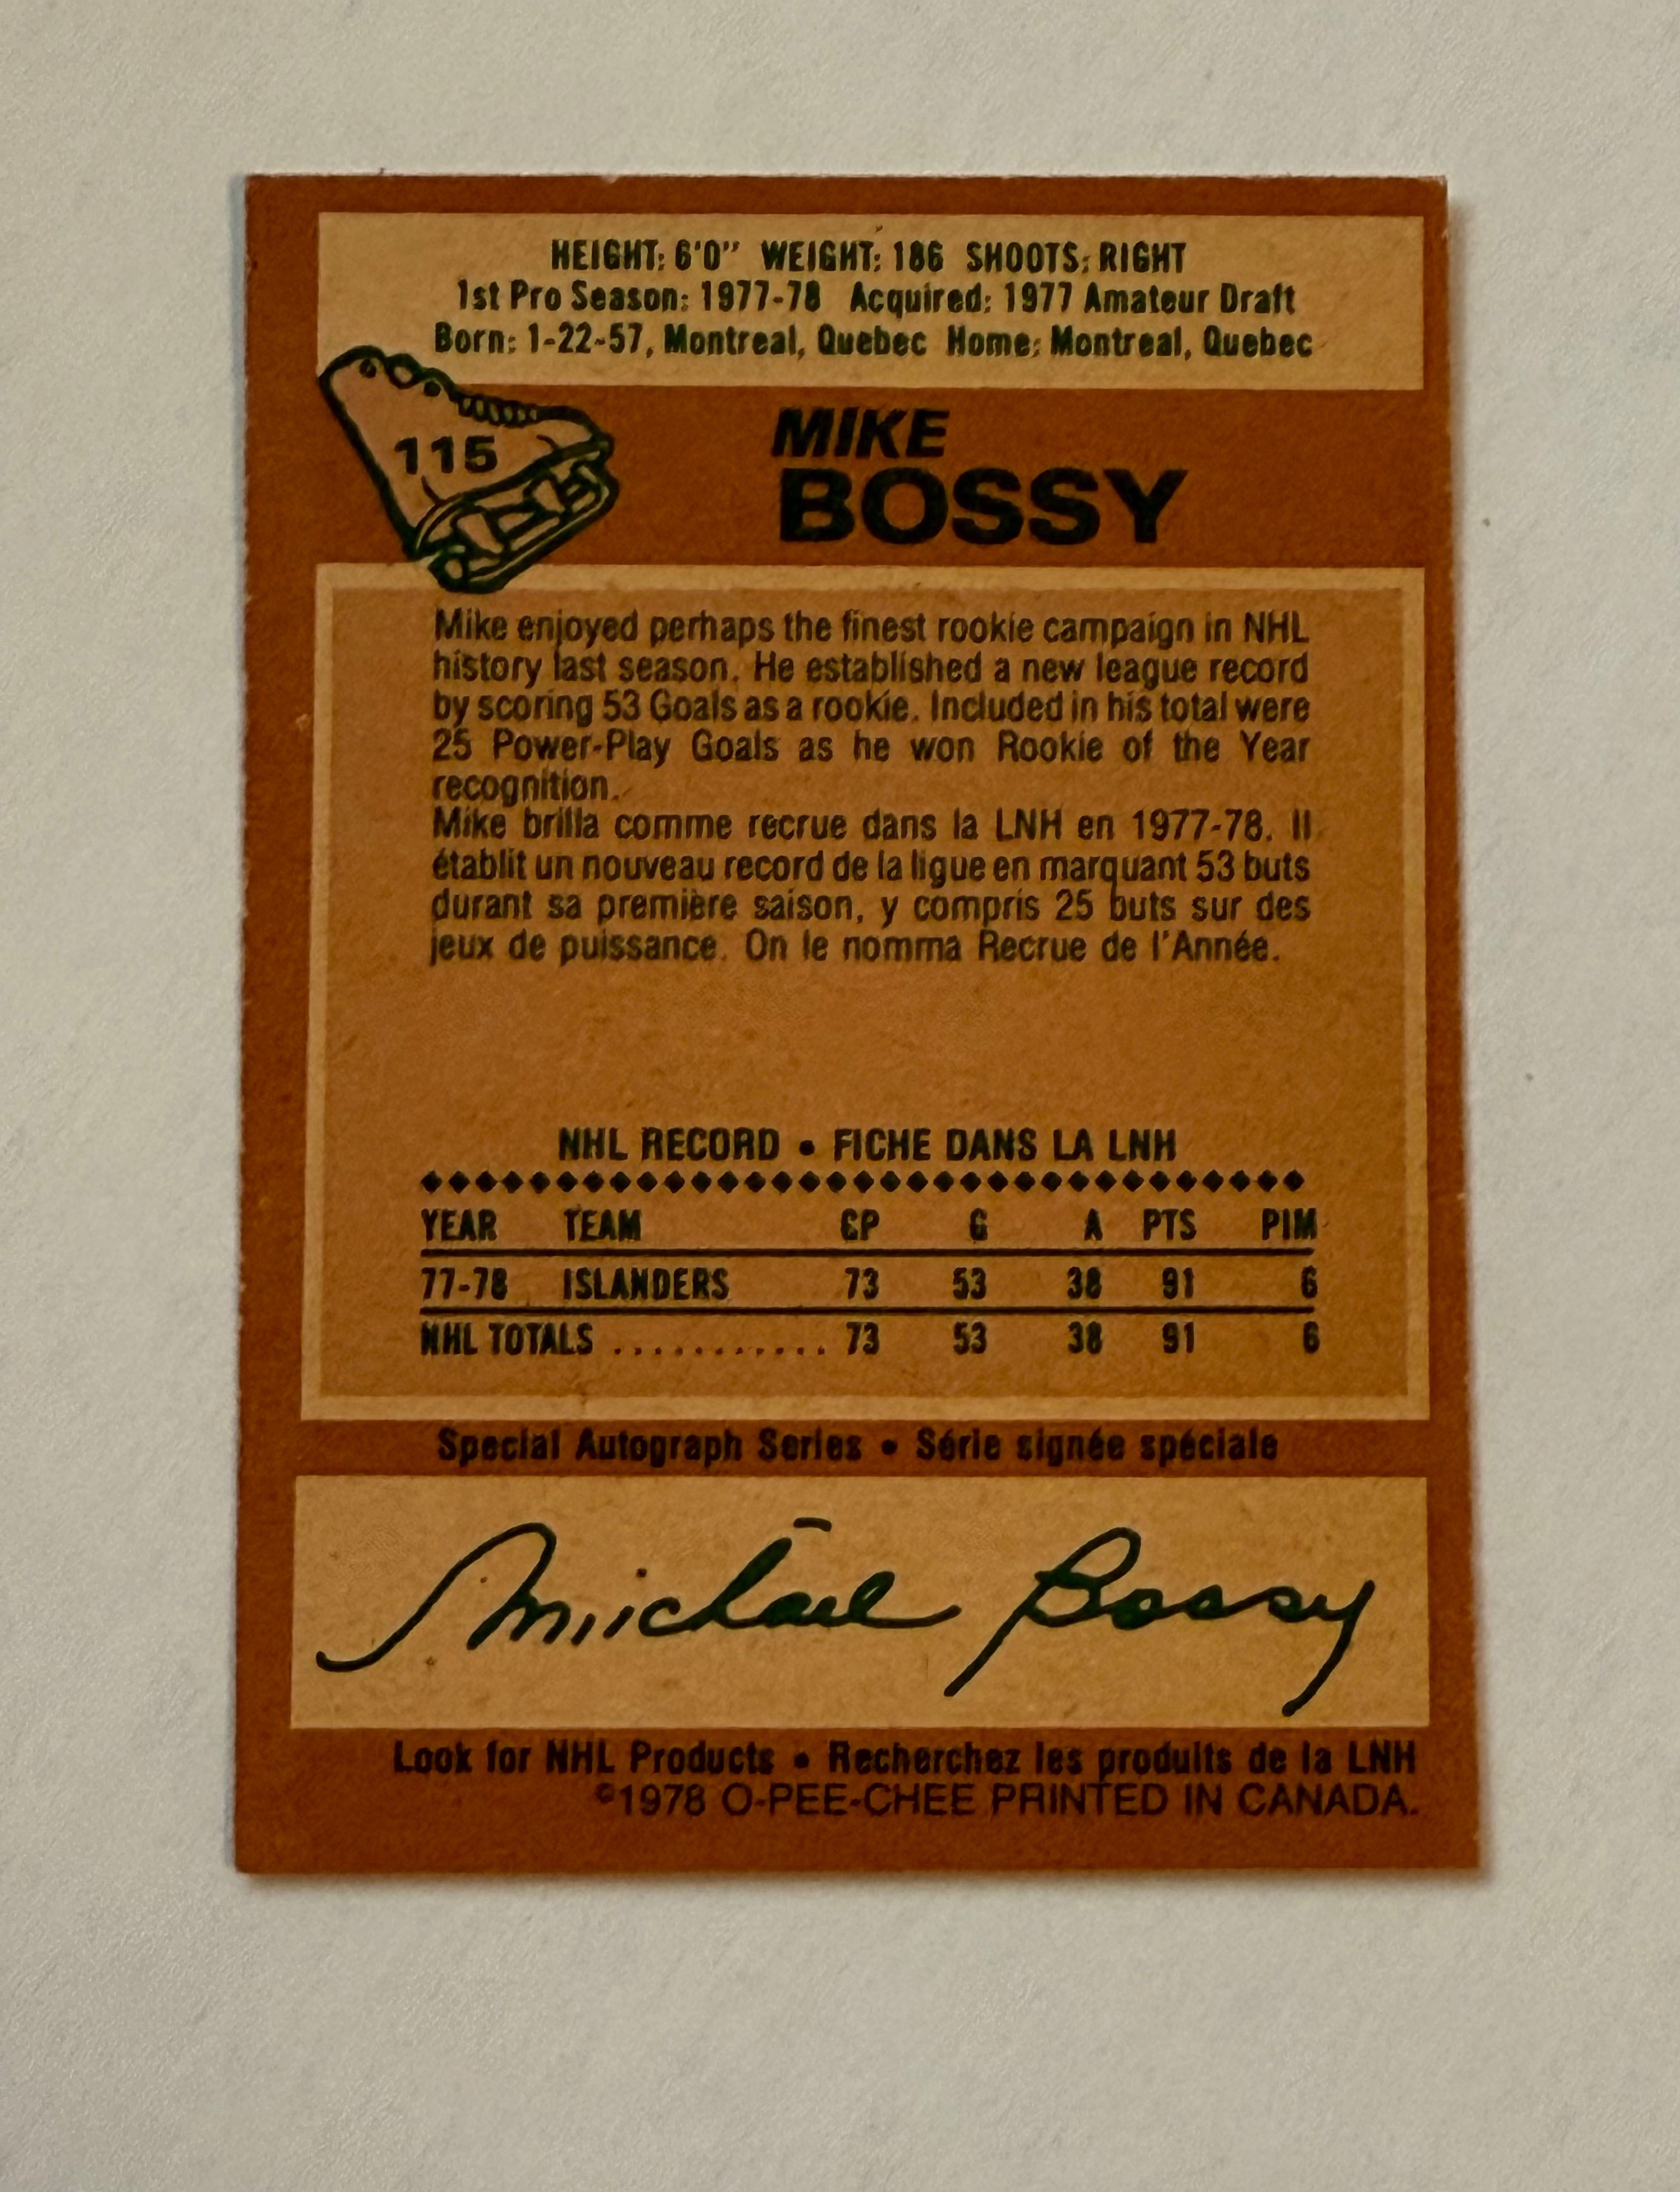 HEIGHT: 6'0" WEIGHT: 186 SHOOTS: RIGHT
1st Pro Season: 1977-78 Acquired: 1977 Amateur Draft
Born: 1-22-57, Montreal, Quebec Home: Montreal, Quebec
115
MIKE
BOSSY
Mike enjoyed perhaps the finest rookie campaign in NHL
history last season. He established a new league record
by scoring 53 Goals as a rookie. Included in his total were
25 Power-Play Goals as he won Rookie of the Year
recognition.
Mike brilla comme recrue dans la LNH en 1977-78. Il
établit un nouveau record de la ligue en marquant 53 buts
durant sa première saison, y compris 25 buts sur des
jeux de puissance. On le nomma Recrue de l'Année.
NHL RECORD • FICHE DANS LA LNH
YEAR TEAM GP G A PTS PIM
77-78 ISLANDERS 73 53 38 91 6
NHL TOTALS ............ 73 53 38 91 6
Special Autograph Series • Série signée spéciale
Michael Bossy
Look for NHL Products • Recherchez les produits de la LNH
©1978 O-PEE-CHEE PRINTED IN CANADA.